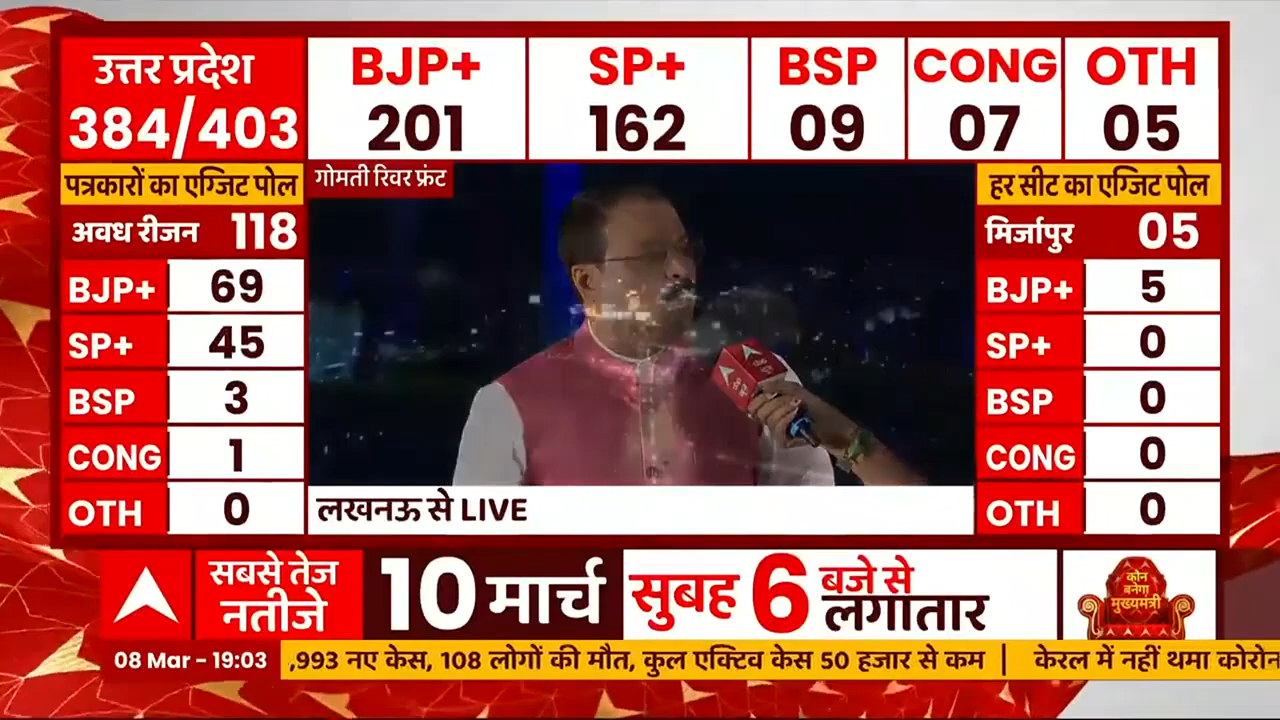 उत्तर प्रदेश
384/403
BJP+
201
SP+
162
BSP
09
CONG
07
OTH
05
पत्रकारों का एग्जिट पोल
अवध रीजन 118
BJP+ 69
SP+ 45
BSP 3
CONG 1
OTH 0
गोमती रिवर फ्रंट
लखनऊ से LIVE
हर सीट का एग्जिट पोल
मिर्जापुर 05
BJP+ 5
SP+ 0
BSP 0
CONG 0
OTH 0
सबसे तेज
नतीजे
10 मार्च
सुबह 6 बजे से
लगातार
कौन
बनेगा
मुख्यमंत्री
08 Mar – 19:03
,993 नए केस, 108 लोगों की मौत, कुल एक्टिव केस 50 हजार से कम | केरल में नहीं थमा कोरोन